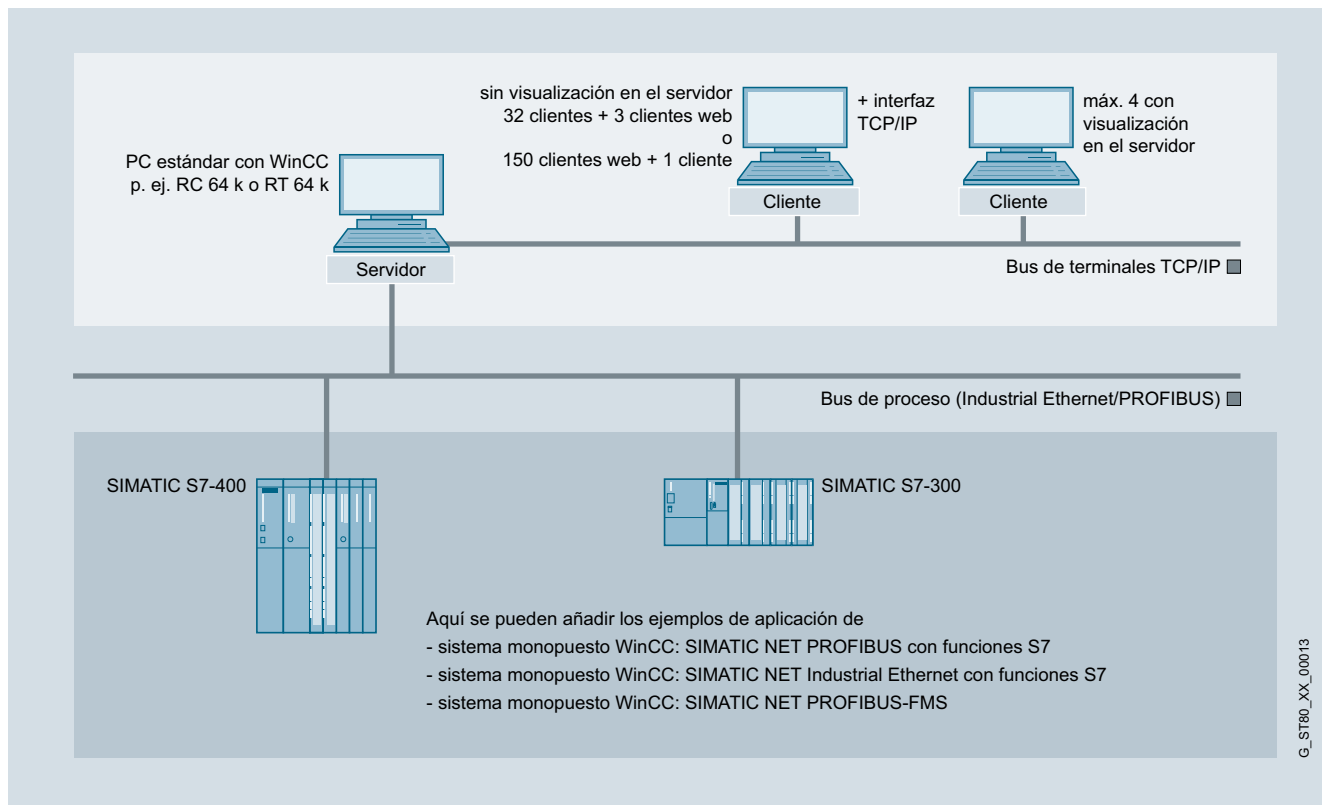 sin visualización en el servidor
32 clientes + 3 clientes web
o
150 clientes web + 1 cliente
+ interfaz
TCP/IP
máx. 4 con
visualización
en el servidor
PC estándar con WinCC
p. ej. RC 64 k o RT 64 k
Cliente
Cliente
Servidor
Bus de terminales TCP/IP
Bus de proceso (Industrial Ethernet/PROFIBUS)
SIMATIC S7-400
SIMATIC S7-300
Aquí se pueden añadir los ejemplos de aplicación de
- sistema monopuesto WinCC: SIMATIC NET PROFIBUS con funciones S7
- sistema monopuesto WinCC: SIMATIC NET Industrial Ethernet con funciones S7
- sistema monopuesto WinCC: SIMATIC NET PROFIBUS-FMS
G_ST80_XX_00013